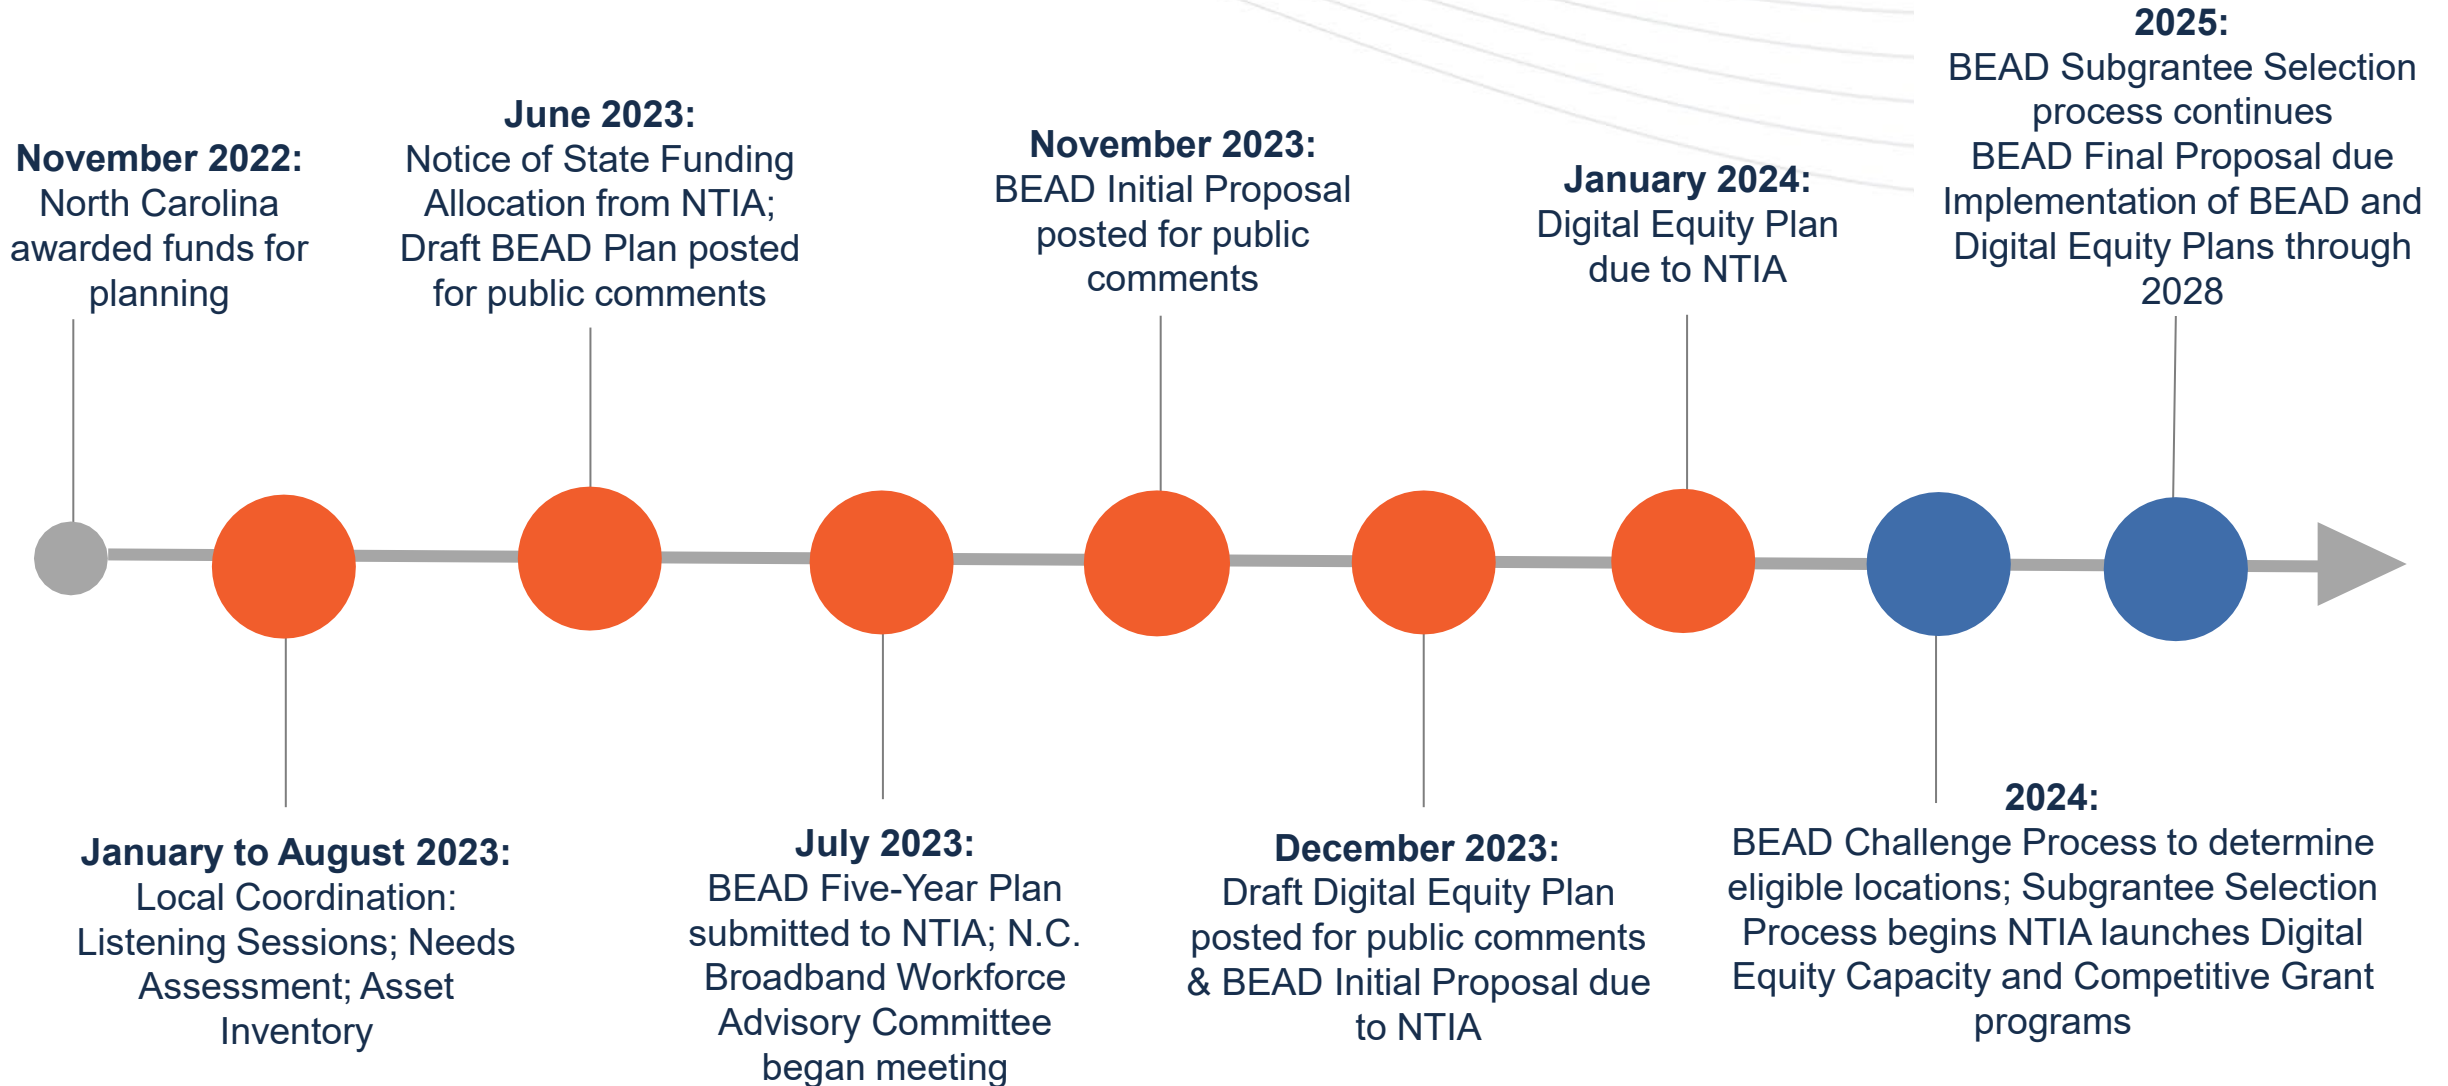 November 2022:
North Carolina
awarded funds for
planning
January to August 2023:
Local Coordination:
Listening Sessions; Needs
Assessment; Asset
Inventory
June 2023:
Notice of State Funding
Allocation from NTIA;
Draft BEAD Plan posted
for public comments
July 2023:
BEAD Five-Year Plan
submitted to NTIA; N.C.
Broadband Workforce
Advisory Committee
began meeting
November 2023:
BEAD Initial Proposal
posted for public
comments
December 2023:
Draft Digital Equity Plan
posted for public comments
& BEAD Initial Proposal due
to NTIA
January 2024:
Digital Equity Plan
due to NTIA
2024:
BEAD Challenge Process to determine
eligible locations; Subgrantee Selection
Process begins NTIA launches Digital
Equity Capacity and Competitive Grant
programs
2025:
BEAD Subgrantee Selection
process continues
BEAD Final Proposal due
Implementation of BEAD and
Digital Equity Plans through
2028